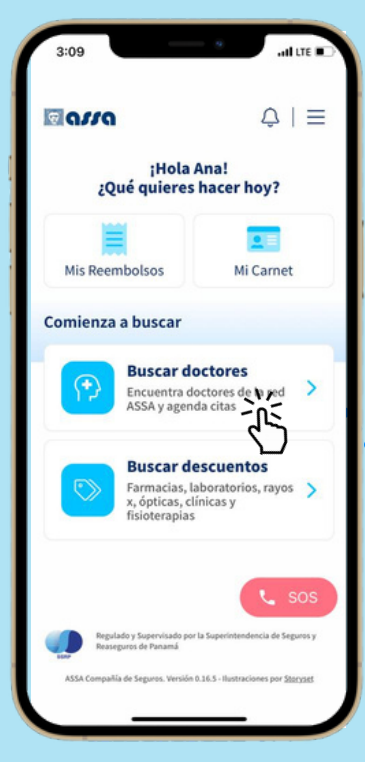 3:09
LTE
assa
¡Hola Ana!
¿Qué quieres hacer hoy?
Mis Reembolsos
Mi Carnet
Comienza a buscar
Buscar doctores
Encuentra doctores de la red
ASSA y agenda citas
Buscar descuentos
Farmacias, laboratorios, rayos
x, ópticas, clínicas y
fisioterapias
SOS
Regulado y Supervisado por la Superintendencia de Seguros y
Reaseguros de Panamá
SSRP
ASSA Compañía de Seguros. Versión 0.16.5 - Ilustraciones por Storyset